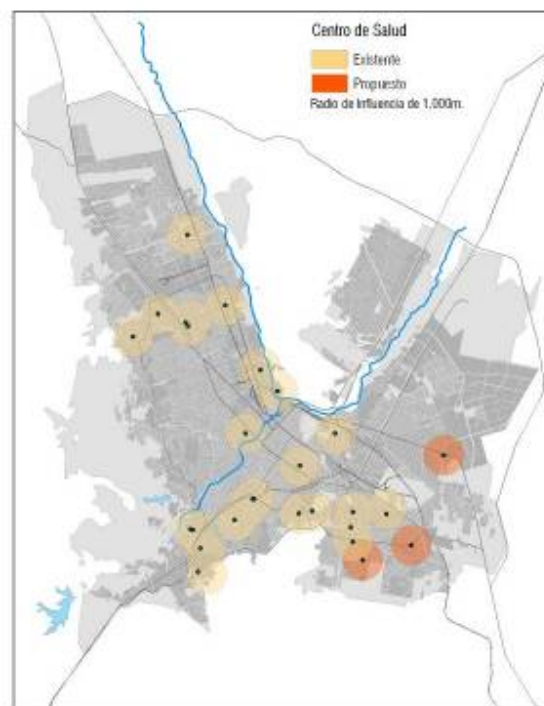 Centro de Salud
Existente
Propuesto
Radio de Influencia de 1.000m.